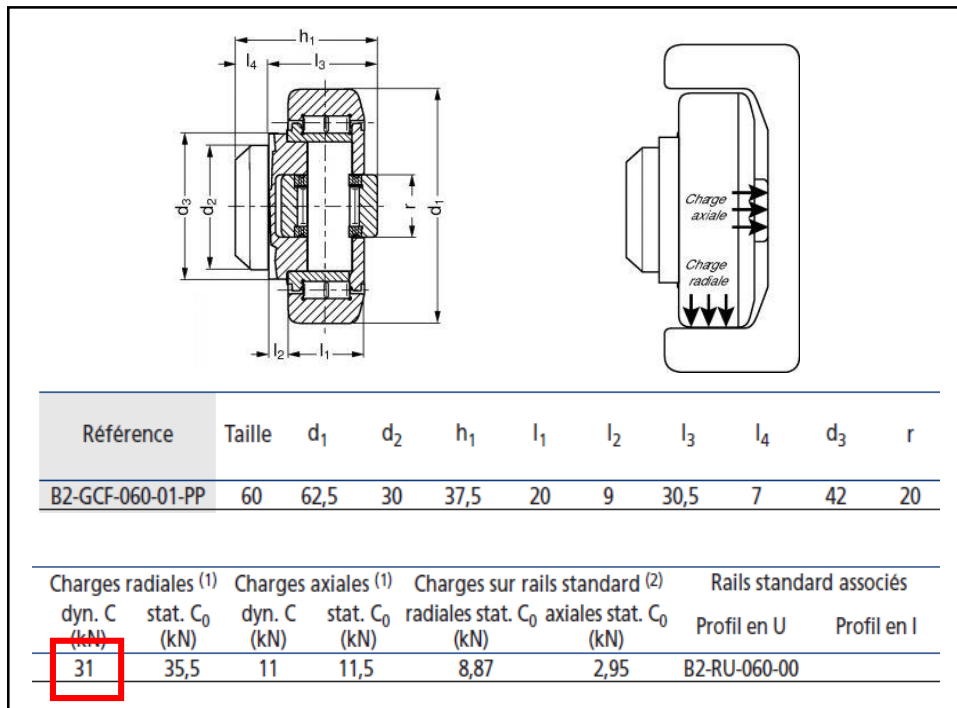 h₁
l₄ l₃
d₃ d₂ r d₁
l₂ l₁
Charge
axiale
Charge
radiale
Référence Taille d₁ d₂ h₁ l₁ l₂ l₃ l₄ d₃ r
B2-GCF-060-01-PP 60 62,5 30 37,5 20 9 30,5 7 42 20
Charges radiales (1) Charges axiales (1) Charges sur rails standard (2) Rails standard associés
dyn. C stat. C₀ dyn. C stat. C₀ radiales stat. C₀ axiales stat. C₀ Profil en U Profil en I
(kN) (kN) (kN) (kN) (kN) (kN)
31 35,5 11 11,5 8,87 2,95 B2-RU-060-00